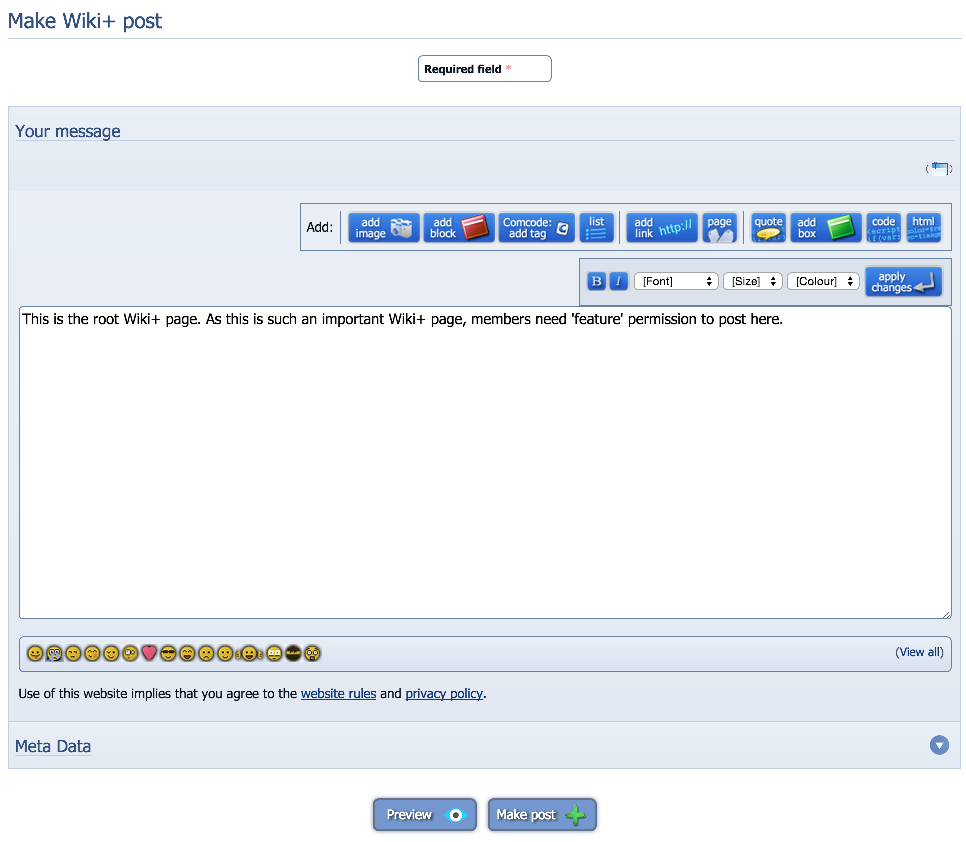 Make Wiki+ post
Required field *
Your message
Add:
add image
add block
Comcode: add tag
list
add link http://
page
quote
add box
code
html
B I [Font] [Size] [Colour] apply changes
This is the root Wiki+ page. As this is such an important Wiki+ page, members need 'feature' permission to post here.
(View all)
Use of this website implies that you agree to the website rules and privacy policy.
Meta Data
Preview
Make post